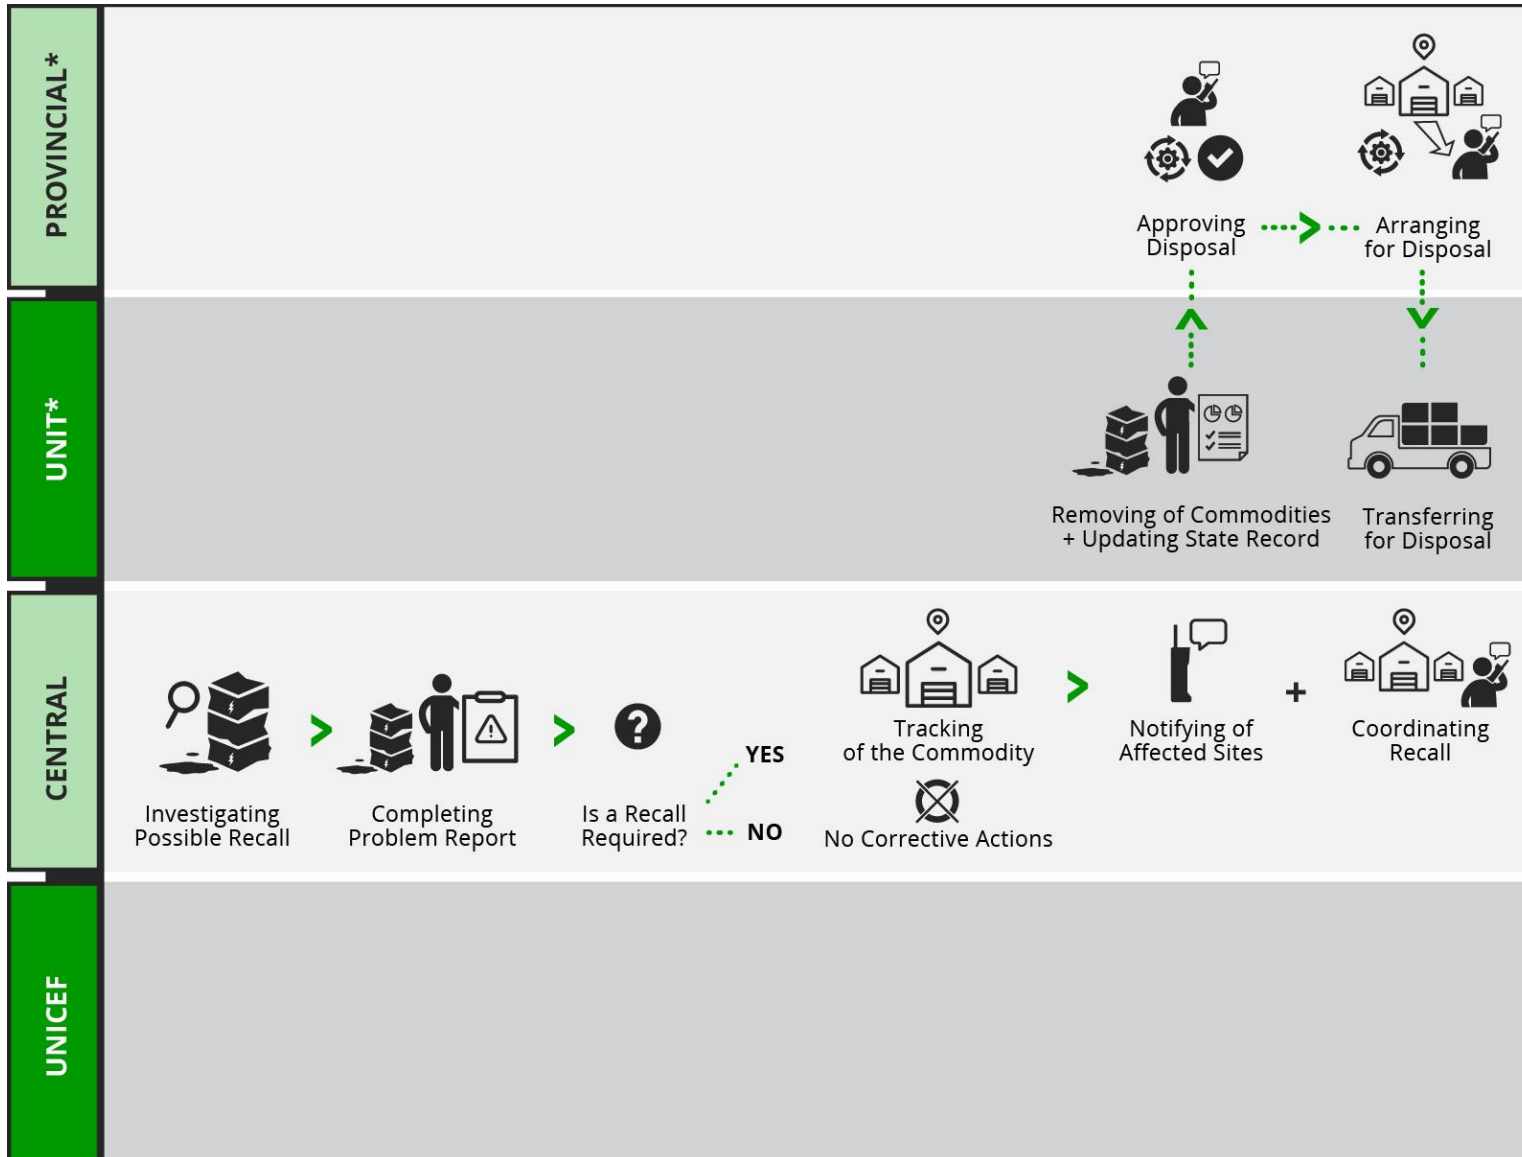 PROVINCIAL*
Approving
Disposal
Arranging
for Disposal
UNIT*
Removing of Commodities
+ Updating State Record
Transferring
for Disposal
CENTRAL
Investigating
Possible Recall
Completing
Problem Report
Is a Recall
Required?
YES
NO
Tracking
of the Commodity
No Corrective Actions
Notifying of
Affected Sites
+
Coordinating
Recall
UNICEF